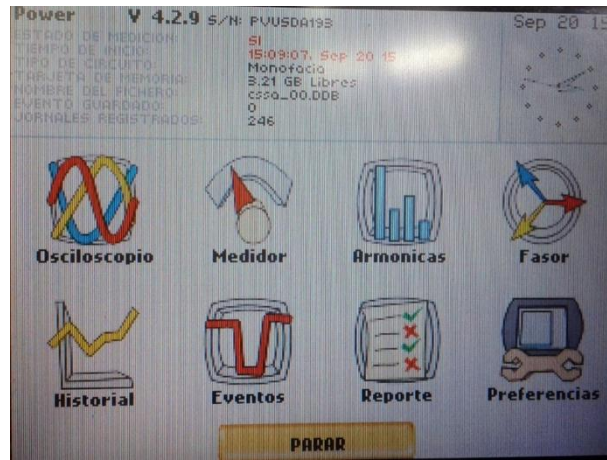 Power V 4.2.9 S/N: PVUSDA193 Sep 20 15
ESTADO DE MEDICION: SI
TIEMPO DE INICIO: 15:09:07, Sep 20 15
TIPO DE CIRCUITO: Monofacio
TARJETA DE MEMORIA: 3.21 GB Libres
NOMBRE DEL FICHERO: cssa_00.DDB
EVENTO GUARDADO: 0
JORNALES REGISTRADOS: 246
Osciloscopio Medidor Armonicas Fasor
Historial Eventos Reporte Preferencias
PARAR